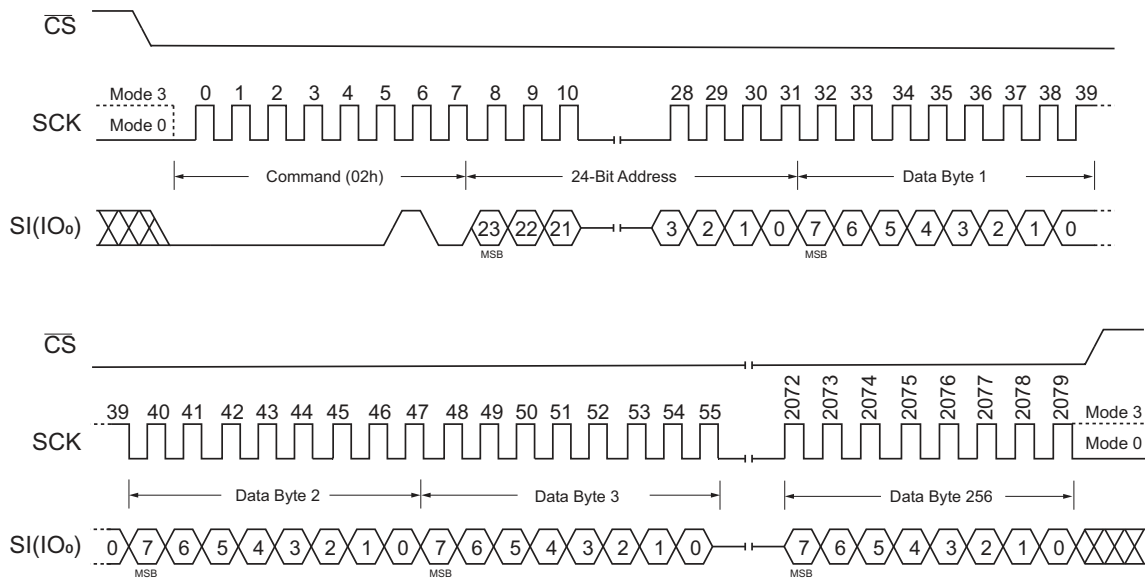 CS
Mode 3 0 1 2 3 4 5 6 7 8 9 10 28 29 30 31 32 33 34 35 36 37 38 39
SCK Mode 0
Command (02h) 24-Bit Address Data Byte 1
SI(IO₀) 23 22 21 3 2 1 0 7 6 5 4 3 2 1 0
MSB MSB
CS
39 40 41 42 43 44 45 46 47 48 49 50 51 52 53 54 55 2072 2073 2074 2075 2076 2077 2078 2079 Mode 3
SCK Mode 0
Data Byte 2 Data Byte 3 Data Byte 256
SI(IO₀) 0 7 6 5 4 3 2 1 0 7 6 5 4 3 2 1 0 7 6 5 4 3 2 1 0
MSB MSB MSB